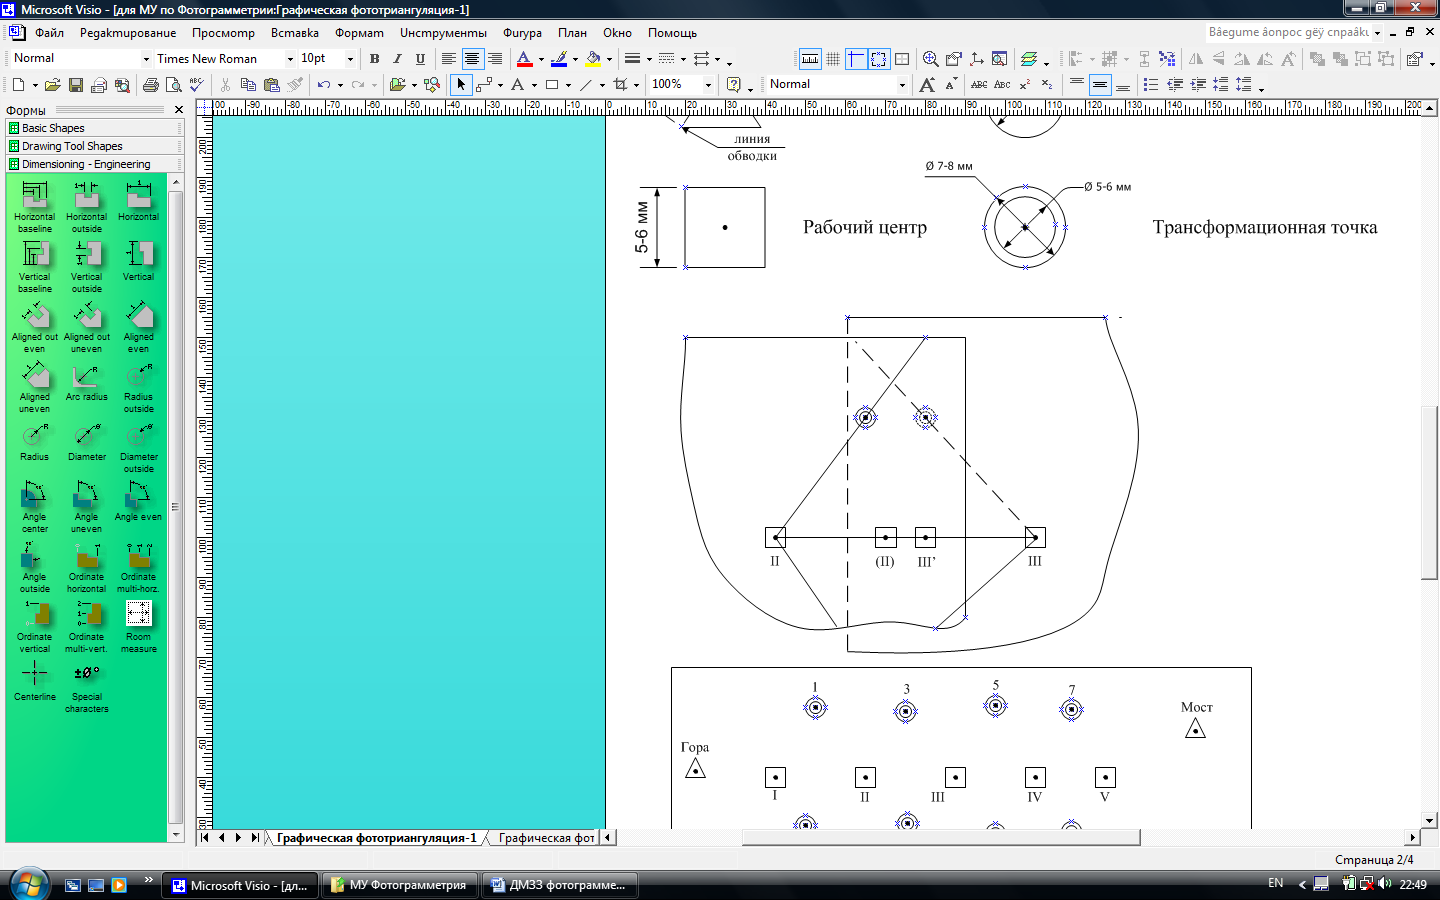 Microsoft Visio - [для МУ по Фотограмметрии:Графическая фототриангуляция-1]
Файл Редактирование Просмотр Вставка Формат Инструменты Фигура План Окно Помощь
Normal Times New Roman 10pt
100% Normal
Формы
Basic Shapes
Drawing Tool Shapes
Dimensioning - Engineering
Horizontal baseline Horizontal outside Horizontal
Vertical baseline Vertical outside Vertical
Aligned out even Aligned out uneven Aligned even
Aligned uneven Arc radius Radius outside
Radius Diameter Diameter outside
Angle center Angle uneven Angle even
Angle outside Ordinate horizontal Ordinate multi-horz.
Ordinate vertical Ordinate multi-vert. Room measure
Centerline Special characters
линия
обводки
Ø 7-8 мм
Ø 5-6 мм
5-6 мм
Рабочий центр
Трансформационная точка
II (II) III’ III
1 3 5 7
Мост
Гора
I II III IV V
Графическая фототриангуляция-1 Графическая фот
Страница 2/4
Microsoft Visio - [дл... МУ Фотограмметрия ДМЗЗ фотограмме... EN 22:49